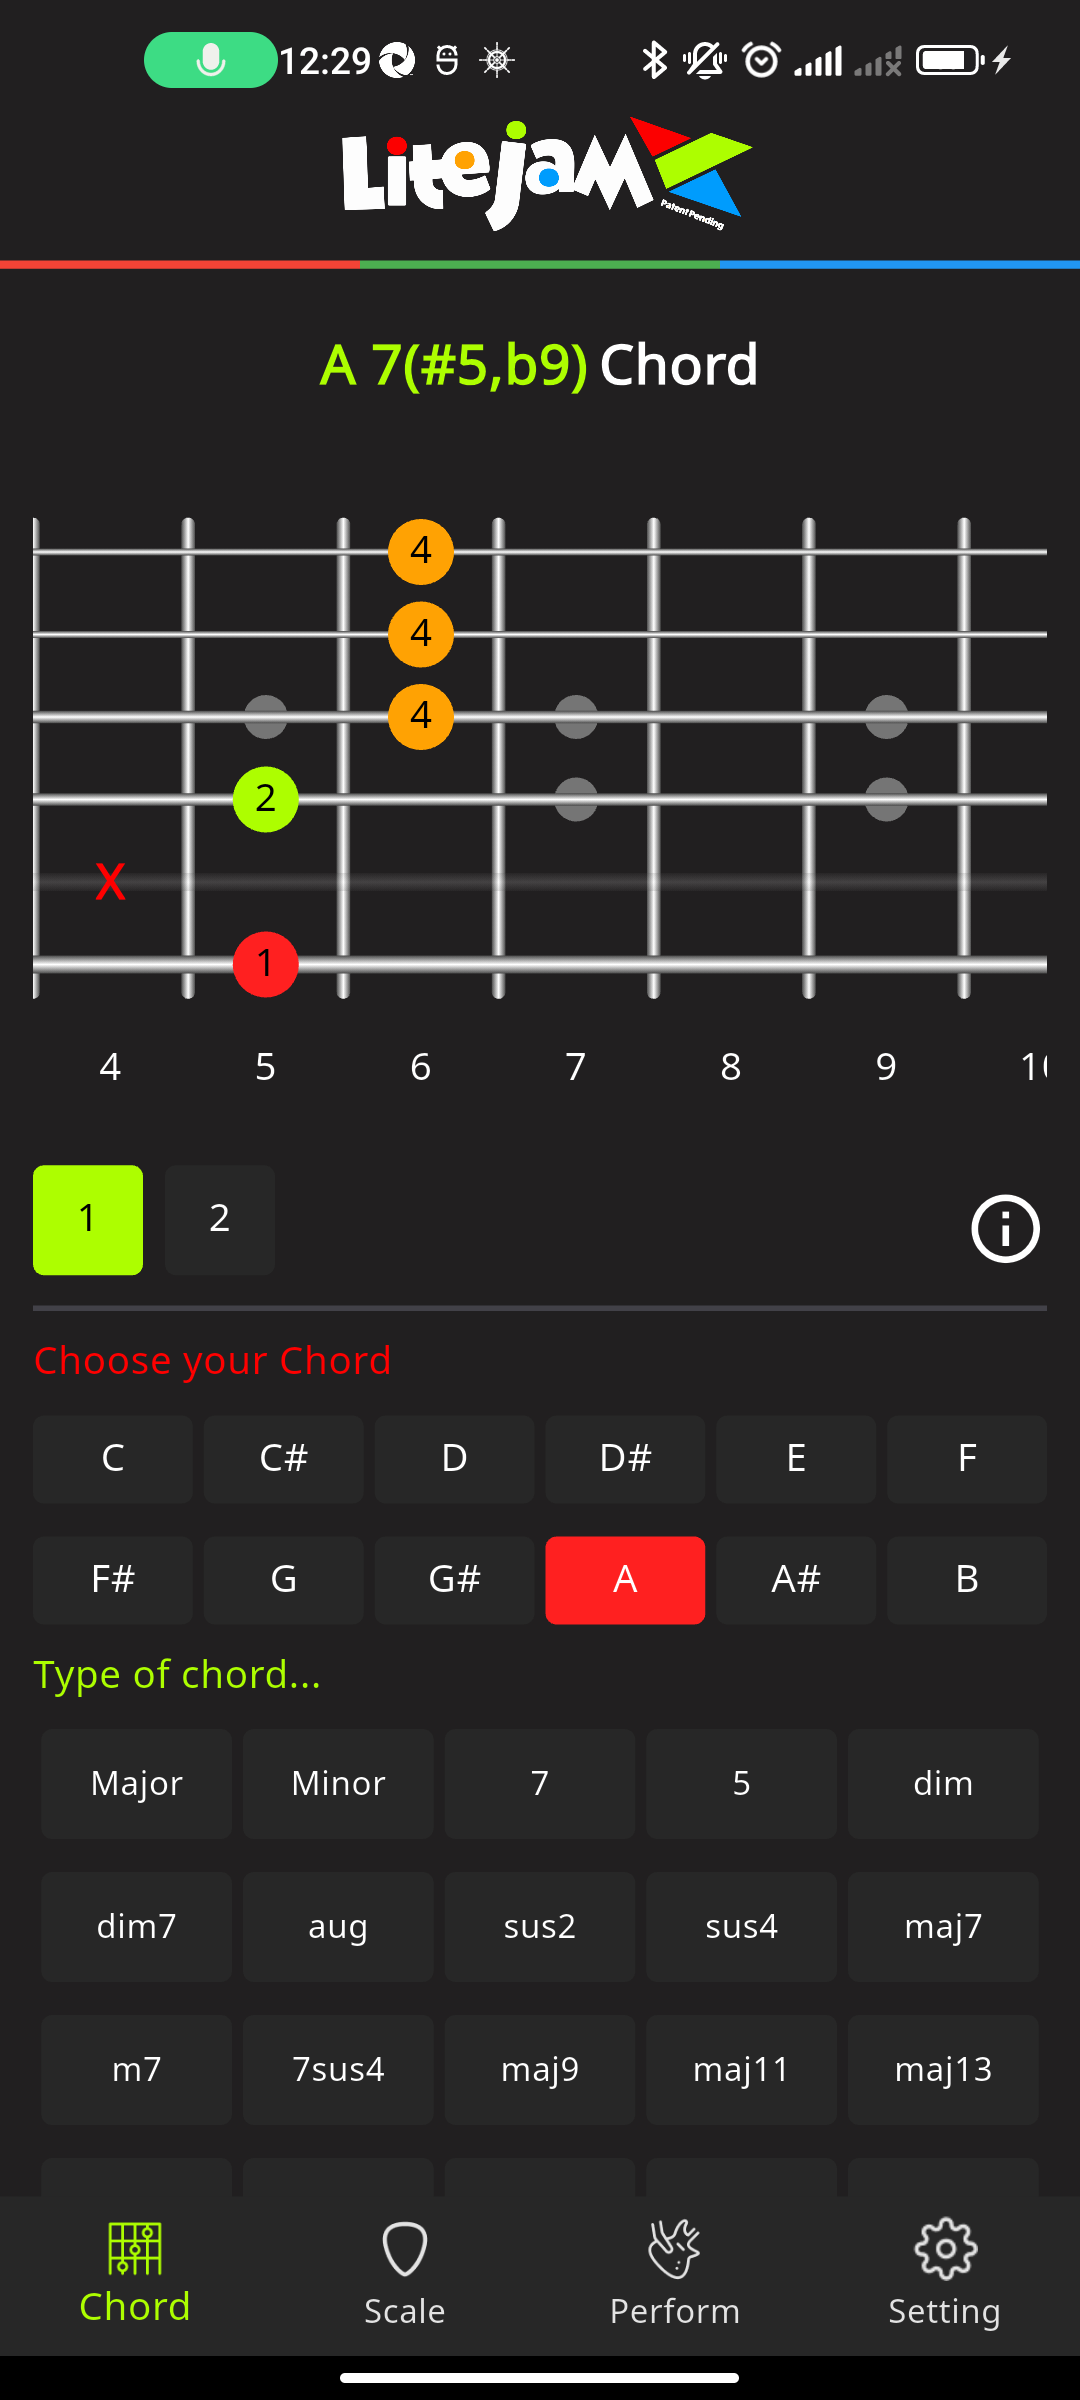 12:29
Litejam
Patent Pending
A 7(#5,b9) Chord
4
4
4
2
X
1
4 5 6 7 8 9
1 2
Choose your Chord
C C# D D# E F
F# G G# A A# B
Type of chord...
Major Minor 7 5 dim
dim7 aug sus2 sus4 maj7
m7 7sus4 maj9 maj11 maj13
Chord Scale Perform Setting